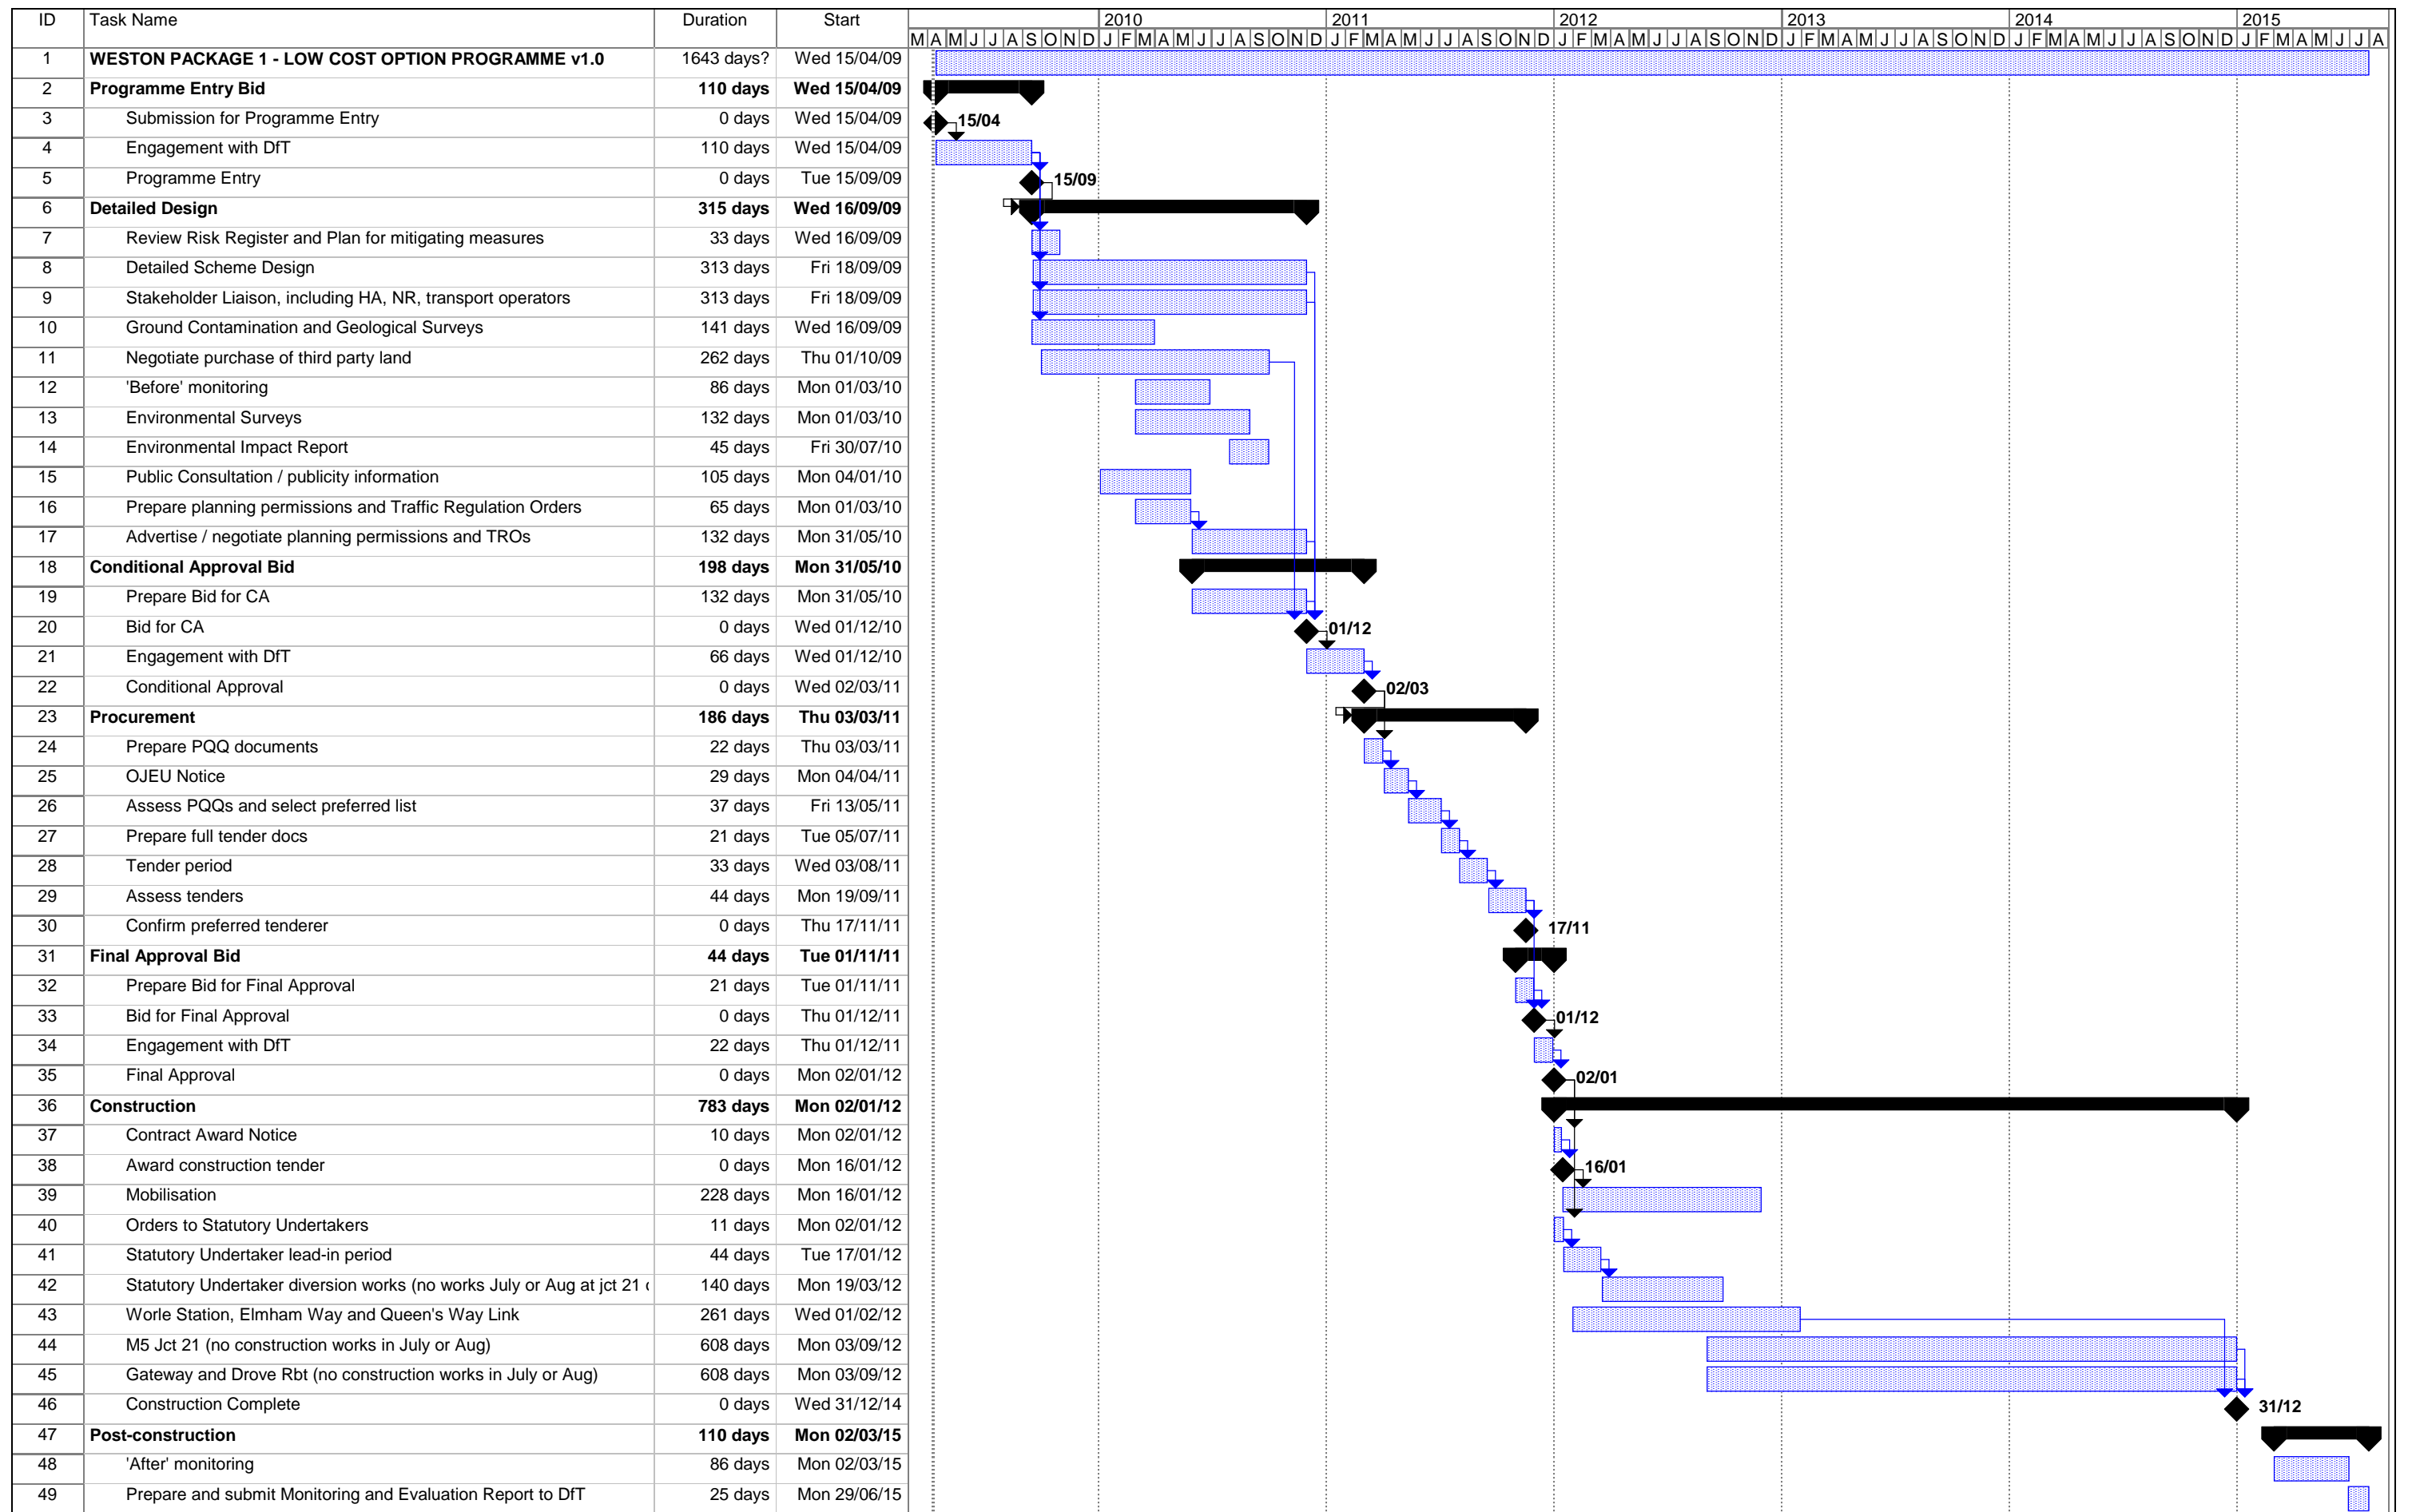 ID Task Name Duration Start 2010 2011 2012 2013 2014 2015
M A M J J A S O N D J F M A M J J A S O N D J F M A M J J A S O N D J F M A M J J A S O N D J F M A M J J A S O N D J F M A M J J A S O N D J F M A M J J A
1 WESTON PACKAGE 1 - LOW COST OPTION PROGRAMME v1.0 1643 days? Wed 15/04/09
2 Programme Entry Bid 110 days Wed 15/04/09
3 Submission for Programme Entry 0 days Wed 15/04/09 15/04
4 Engagement with DfT 110 days Wed 15/04/09
5 Programme Entry 0 days Tue 15/09/09 15/09
6 Detailed Design 315 days Wed 16/09/09
7 Review Risk Register and Plan for mitigating measures 33 days Wed 16/09/09
8 Detailed Scheme Design 313 days Fri 18/09/09
9 Stakeholder Liaison, including HA, NR, transport operators 313 days Fri 18/09/09
10 Ground Contamination and Geological Surveys 141 days Wed 16/09/09
11 Negotiate purchase of third party land 262 days Thu 01/10/09
12 'Before' monitoring 86 days Mon 01/03/10
13 Environmental Surveys 132 days Mon 01/03/10
14 Environmental Impact Report 45 days Fri 30/07/10
15 Public Consultation / publicity information 105 days Mon 04/01/10
16 Prepare planning permissions and Traffic Regulation Orders 65 days Mon 01/03/10
17 Advertise / negotiate planning permissions and TROs 132 days Mon 31/05/10
18 Conditional Approval Bid 198 days Mon 31/05/10
19 Prepare Bid for CA 132 days Mon 31/05/10
20 Bid for CA 0 days Wed 01/12/10 01/12
21 Engagement with DfT 66 days Wed 01/12/10
22 Conditional Approval 0 days Wed 02/03/11 02/03
23 Procurement 186 days Thu 03/03/11
24 Prepare PQQ documents 22 days Thu 03/03/11
25 OJEU Notice 29 days Mon 04/04/11
26 Assess PQQs and select preferred list 37 days Fri 13/05/11
27 Prepare full tender docs 21 days Tue 05/07/11
28 Tender period 33 days Wed 03/08/11
29 Assess tenders 44 days Mon 19/09/11
30 Confirm preferred tenderer 0 days Thu 17/11/11 17/11
31 Final Approval Bid 44 days Tue 01/11/11
32 Prepare Bid for Final Approval 21 days Tue 01/11/11
33 Bid for Final Approval 0 days Thu 01/12/11 01/12
34 Engagement with DfT 22 days Thu 01/12/11
35 Final Approval 0 days Mon 02/01/12 02/01
36 Construction 783 days Mon 02/01/12
37 Contract Award Notice 10 days Mon 02/01/12
38 Award construction tender 0 days Mon 16/01/12 16/01
39 Mobilisation 228 days Mon 16/01/12
40 Orders to Statutory Undertakers 11 days Mon 02/01/12
41 Statutory Undertaker lead-in period 44 days Tue 17/01/12
42 Statutory Undertaker diversion works (no works July or Aug at jct 21 140 days Mon 19/03/12
43 Worle Station, Elmham Way and Queen's Way Link 261 days Wed 01/02/12
44 M5 Jct 21 (no construction works in July or Aug) 608 days Mon 03/09/12
45 Gateway and Drove Rbt (no construction works in July or Aug) 608 days Mon 03/09/12
46 Construction Complete 0 days Wed 31/12/14 31/12
47 Post-construction 110 days Mon 02/03/15
48 'After' monitoring 86 days Mon 02/03/15
49 Prepare and submit Monitoring and Evaluation Report to DfT 25 days Mon 29/06/15